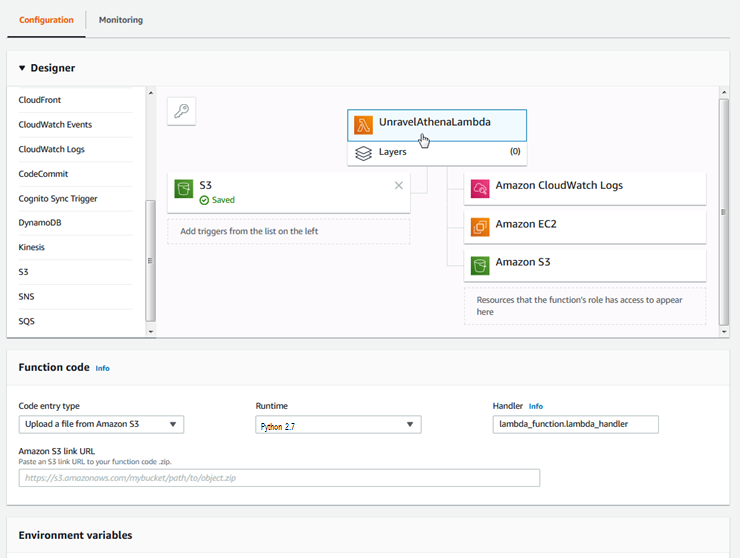 Configuration
Monitoring
Designer
CloudFront
CloudWatch Events
CloudWatch Logs
CodeCommit
Cognito Sync Trigger
DynamoDB
Kinesis
S3
SNS
SQS
UnravelAthenaLambda
Layers (0)
S3
Saved
Add triggers from the list on the left
Amazon CloudWatch Logs
Amazon EC2
Amazon S3
Resources that the function's role has access to appear
here
Function code Info
Code entry type
Upload a file from Amazon S3
Runtime
Python 2.7
Handler Info
lambda_function.lambda_handler
Amazon S3 link URL
Paste an S3 link URL to your function code .zip.
https://s3.amazonaws.com/mybucket/path/to/object.zip
Environment variables